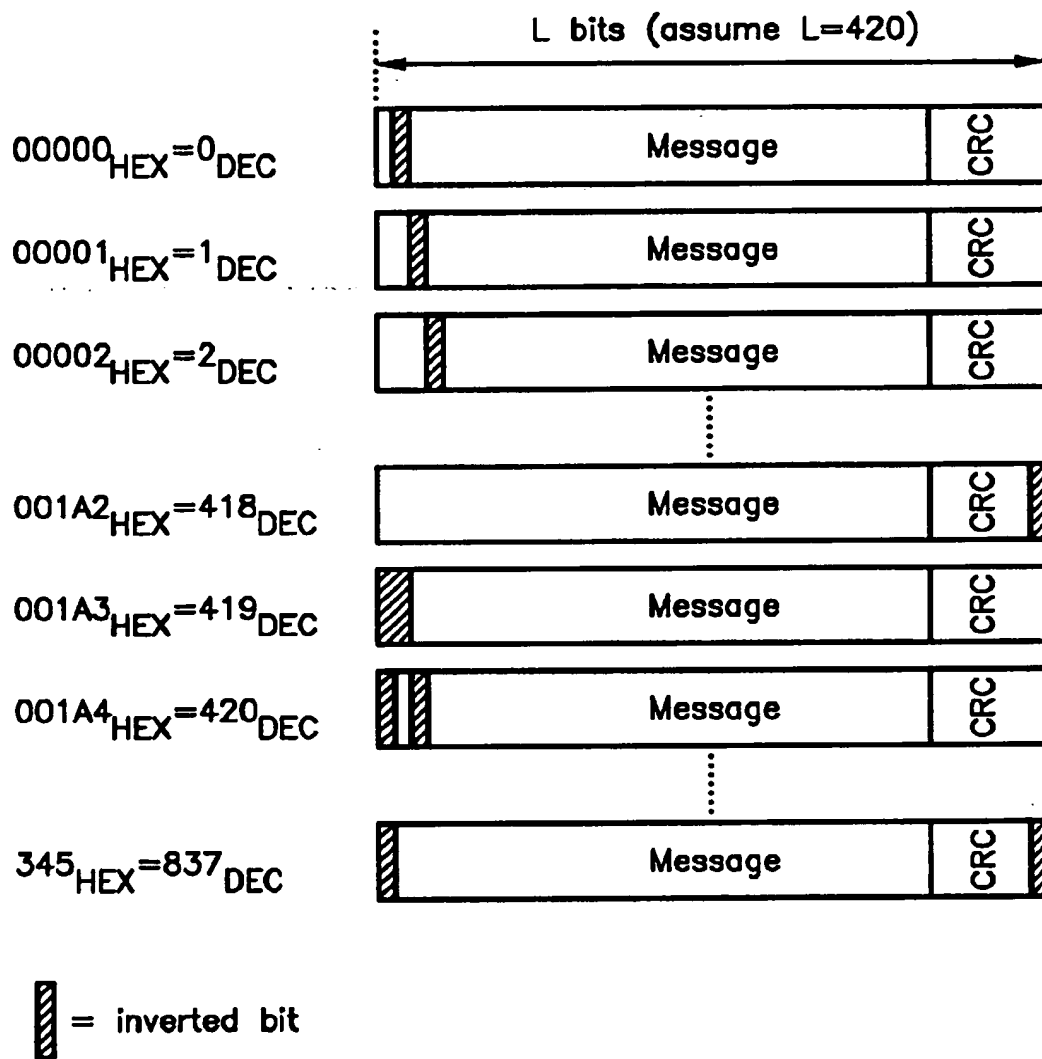 L bits (assume L=420)
00000HEX=0DEC Message CRC
00001HEX=1DEC Message CRC
00002HEX=2DEC Message CRC
001A2HEX=418DEC Message CRC
001A3HEX=419DEC Message CRC
001A4HEX=420DEC Message CRC
345HEX=837DEC Message CRC
= inverted bit